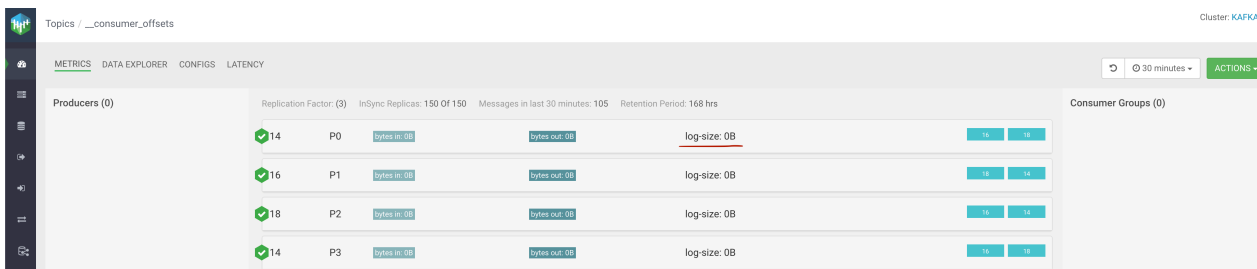 Topics / __consumer_offsets
Cluster: KAFKA
METRICS DATA EXPLORER CONFIGS LATENCY
30 minutes
ACTIONS
Producers (0)
Replication Factor: (3) InSync Replicas: 150 Of 150 Messages in last 30 minutes: 105 Retention Period: 168 hrs
Consumer Groups (0)
14 P0 bytes in: 0B bytes out: 0B log-size: 0B 16 18
16 P1 bytes in: 0B bytes out: 0B log-size: 0B 18 14
18 P2 bytes in: 0B bytes out: 0B log-size: 0B 16 14
14 P3 bytes in: 0B bytes out: 0B log-size: 0B 16 18